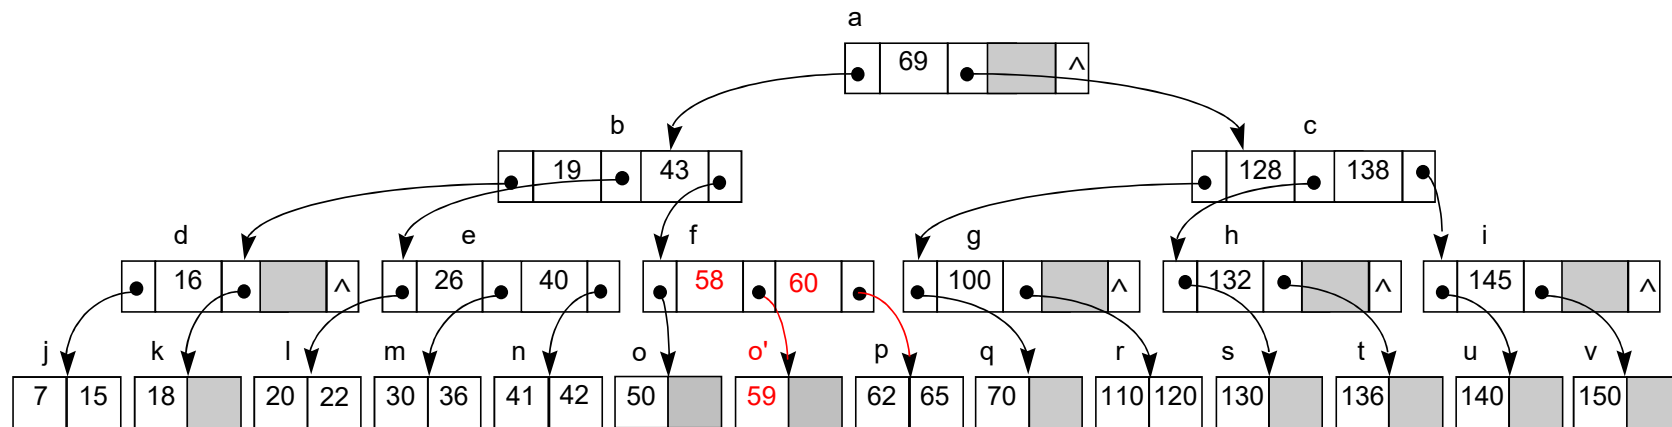 a
69 ^
b c
19 43 128 138
d e f g h i
16 ^ 26 40 58 60 100 ^ 132 ^ 145 ^
j k l m n o o' p q r s t u v
7 15 18 20 22 30 36 41 42 50 59 62 65 70 110 120 130 136 140 150